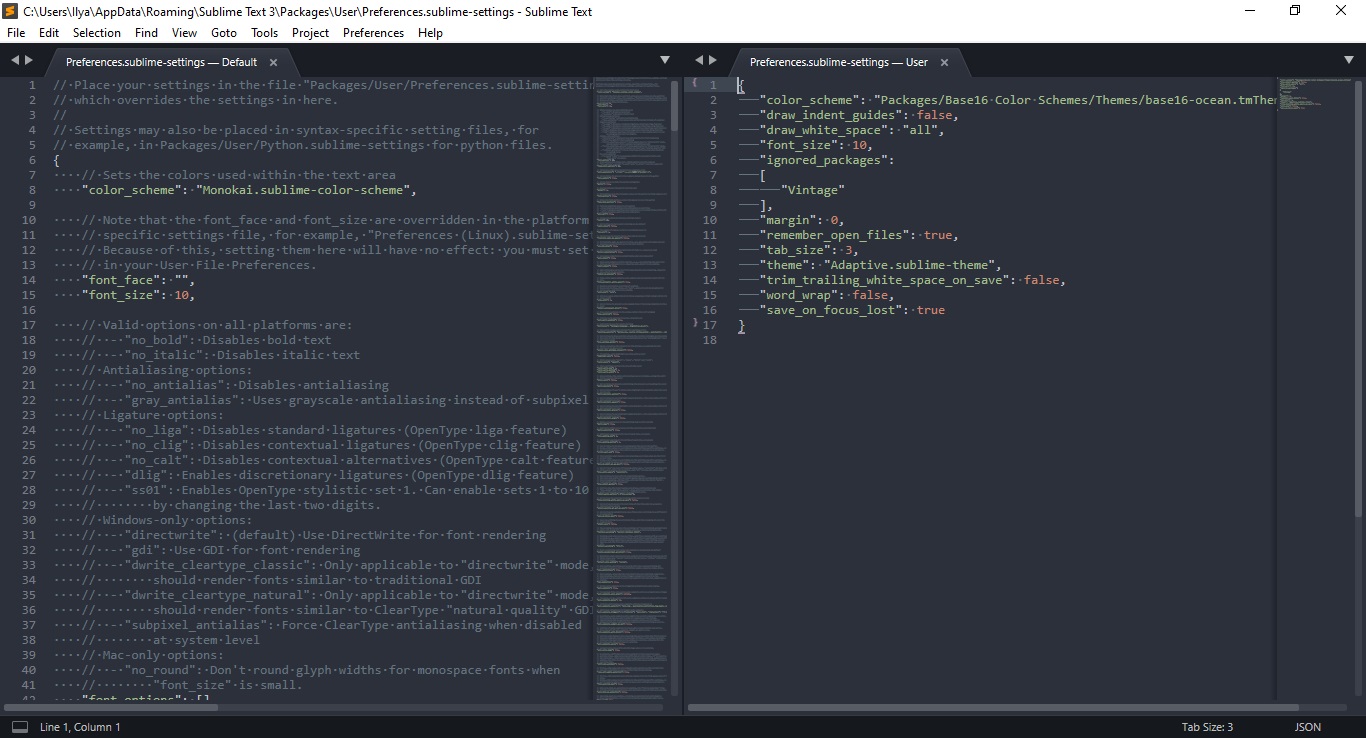 C:\Users\Ilya\AppData\Roaming\Sublime Text 3\Packages\User\Preferences.sublime-settings - Sublime Text
File Edit Selection Find View Goto Tools Project Preferences Help
Preferences.sublime-settings — Default
1 // Place your settings in the file "Packages/User/Preferences.sublime-settin
2 // which overrides the settings in here.
3 //
4 // Settings may also be placed in syntax-specific setting files, for
5 // example, in Packages/User/Python.sublime-settings for python files.
6 {
7 // Sets the colors used within the text area
8 "color_scheme": "Monokai.sublime-color-scheme",
9
10 // Note that the font_face and font_size are overridden in the platform
11 // specific settings file, for example, "Preferences (Linux).sublime-set
12 // Because of this, setting them here will have no effect: you must set
13 // in your User File Preferences.
14 "font_face": "",
15 "font_size": 10,
16
17 // Valid options on all platforms are:
18 // - "no_bold": Disables bold text
19 // - "no_italic": Disables italic text
20 // Antialiasing options:
21 // - "no_antialias": Disables antialiasing
22 // - "gray_antialias": Uses grayscale antialiasing instead of subpixel
23 // Ligature options:
24 // - "no_liga": Disables standard ligatures (OpenType liga feature)
25 // - "no_clig": Disables contextual ligatures (OpenType clig feature)
26 // - "no_calt": Disables contextual alternatives (OpenType calt feature
27 // - "dlig": Enables discretionary ligatures (OpenType dlig feature)
28 // - "ss01": Enables OpenType stylistic set 1. Can enable sets 1 to 10
29 // by changing the last two digits.
30 // Windows-only options:
31 // - "directwrite": (default) Use DirectWrite for font rendering
32 // - "gdi": Use GDI for font rendering
33 // - "dwrite_cleartype_classic": Only applicable to "directwrite" mode,
34 // should render fonts similar to traditional GDI
35 // - "dwrite_cleartype_natural": Only applicable to "directwrite" mode,
36 // should render fonts similar to ClearType "natural quality" GDI
37 // - "subpixel_antialias": Force ClearType antialiasing when disabled
38 // at system level
39 // Mac-only options:
40 // - "no_round": Don't round glyph widths for monospace fonts when
41 // "font_size" is small.
42 "font_options": [],
Preferences.sublime-settings — User
1 {
2 "color_scheme": "Packages/Base16 Color Schemes/Themes/base16-ocean.tmThem
3 "draw_indent_guides": false,
4 "draw_white_space": "all",
5 "font_size": 10,
6 "ignored_packages":
7 [
8 "Vintage"
9 ],
10 "margin": 0,
11 "remember_open_files": true,
12 "tab_size": 3,
13 "theme": "Adaptive.sublime-theme",
14 "trim_trailing_white_space_on_save": false,
15 "word_wrap": false,
16 "save_on_focus_lost": true
17 }
18
Line 1, Column 1
Tab Size: 3
JSON